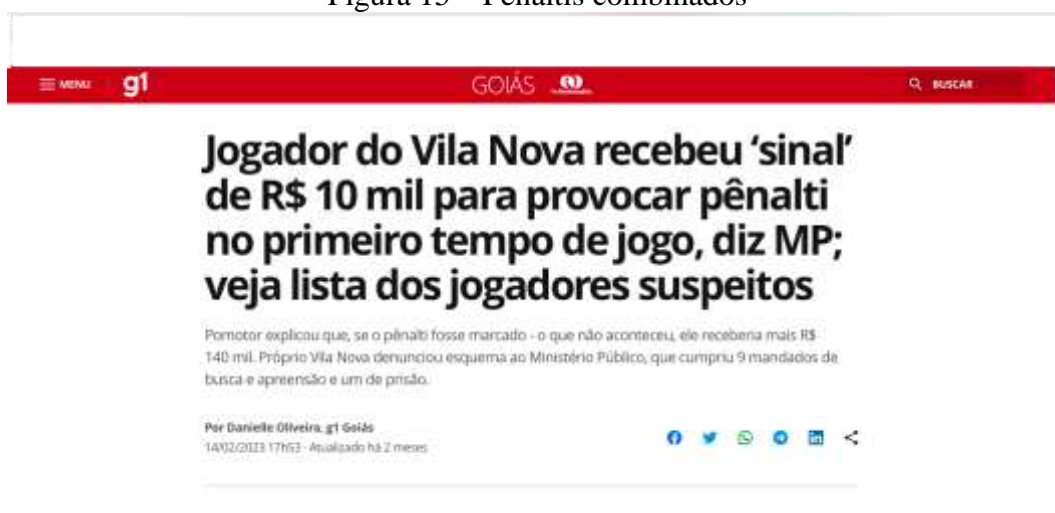 Figura 15 – Pênaltis combinados
MENU g1 GOIÁS BUSCAR
Jogador do Vila Nova recebeu ‘sinal’
de R$ 10 mil para provocar pênalti
no primeiro tempo de jogo, diz MP;
veja lista dos jogadores suspeitos
Pomotor explicou que, se o pênalti fosse marcado - o que não aconteceu, ele receberia mais R$
140 mil. Próprio Vila Nova denunciou esquema ao Ministério Público, que cumpriu 9 mandados de
busca e apreensão e um de prisão.
Por Danielle Oliveira, g1 Goiás
14/02/2023 17h53 · Atualizado há 2 meses